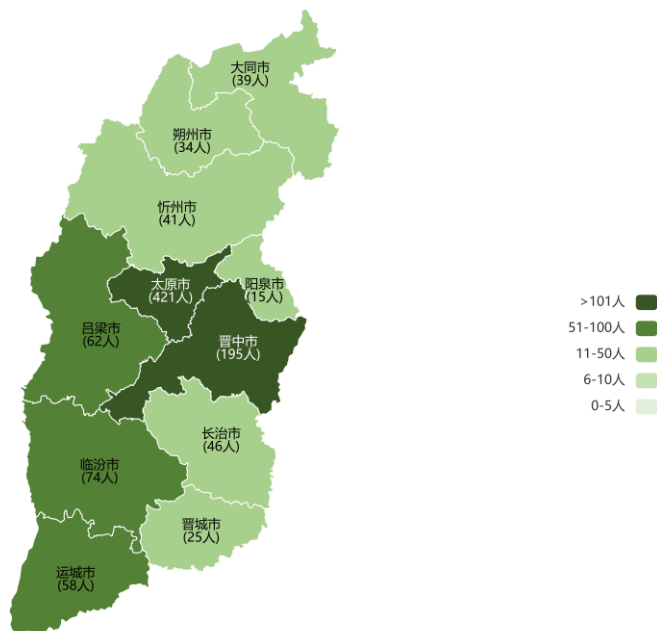 大同市
(39人)
朔州市
(34人)
忻州市
(41人)
太原市
(421人)
阳泉市
(15人)
吕梁市
(62人)
晋中市
(195人)
长治市
(46人)
临汾市
(74人)
晋城市
(25人)
运城市
(58人)
>101人
51-100人
11-50人
6-10人
0-5人